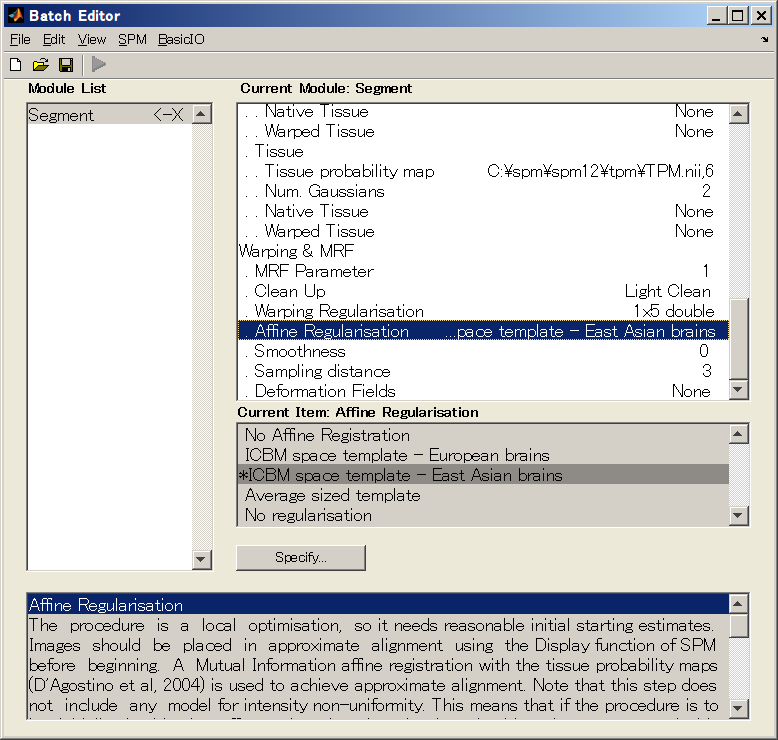 Batch Editor
File Edit View SPM BasicIO
Module List
Segment <-X
Current Module: Segment
. . Native Tissue None
. . Warped Tissue None
. Tissue
. . Tissue probability map C:¥spm¥spm12¥tpm¥TPM.nii,6
. . Num. Gaussians 2
. . Native Tissue None
. . Warped Tissue None
Warping & MRF
. MRF Parameter 1
. Clean Up Light Clean
. Warping Regularisation 1x5 double
. Affine Regularisation ...pace template - East Asian brains
. Smoothness 0
. Sampling distance 3
. Deformation Fields None
Current Item: Affine Regularisation
No Affine Registration
ICBM space template - European brains
*ICBM space template - East Asian brains
Average sized template
No regularisation
Specify...
Affine Regularisation
The procedure is a local optimisation, so it needs reasonable initial starting estimates.
Images should be placed in approximate alignment using the Display function of SPM
before beginning. A Mutual Information affine registration with the tissue probability maps
(D'Agostino et al, 2004) is used to achieve approximate alignment. Note that this step does
not include any model for intensity non-uniformity. This means that if the procedure is to